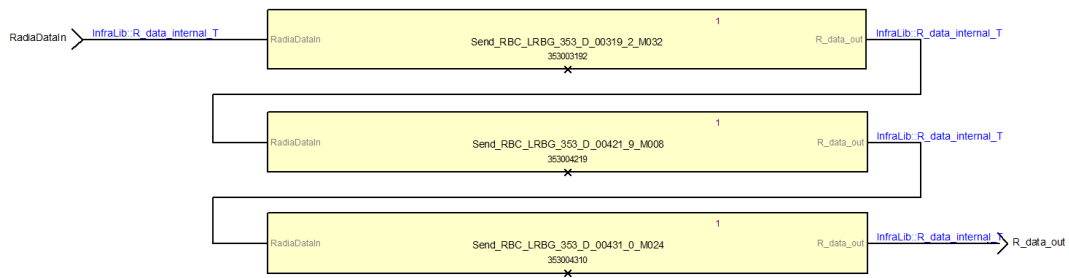 1
RadiaDataIn InfraLib::R_data_internal_T RadiaDataIn Send_RBC_LRBG_353_D_00319_2_M032 R_data_out InfraLib::R_data_internal_T
353003192
1
InfraLib::R_data_internal_T
RadiaDataIn Send_RBC_LRBG_353_D_00421_9_M008 R_data_out
353004219
1
InfraLib::R_data_internal_T
RadiaDataIn Send_RBC_LRBG_353_D_00431_0_M024 R_data_out R_data_out
353004310